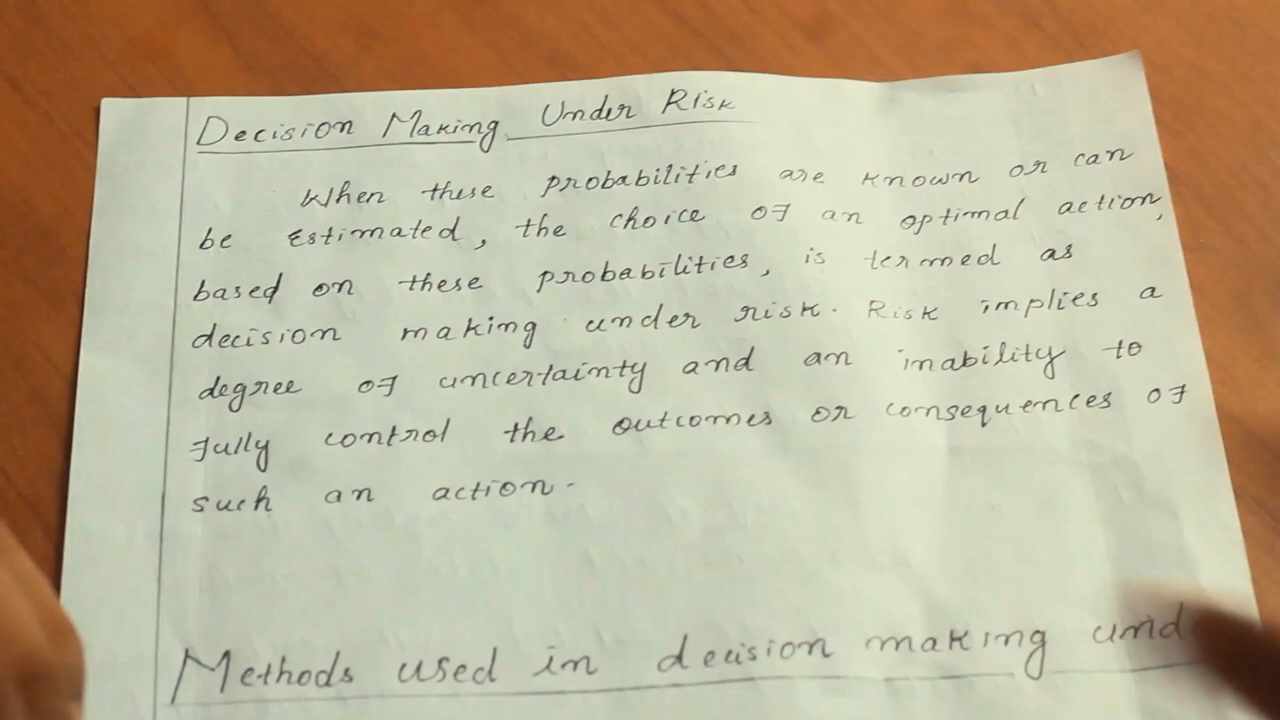 Decision Making Under Risk
When these probabilities are known or can
be Estimated, the choice of an optimal action,
based on these probabilities, is termed as
decision making under risk. Risk implies a
degree of uncertainty and an inability to
fully control the outcomes or consequences of
such an action.
Methods used in decision making und